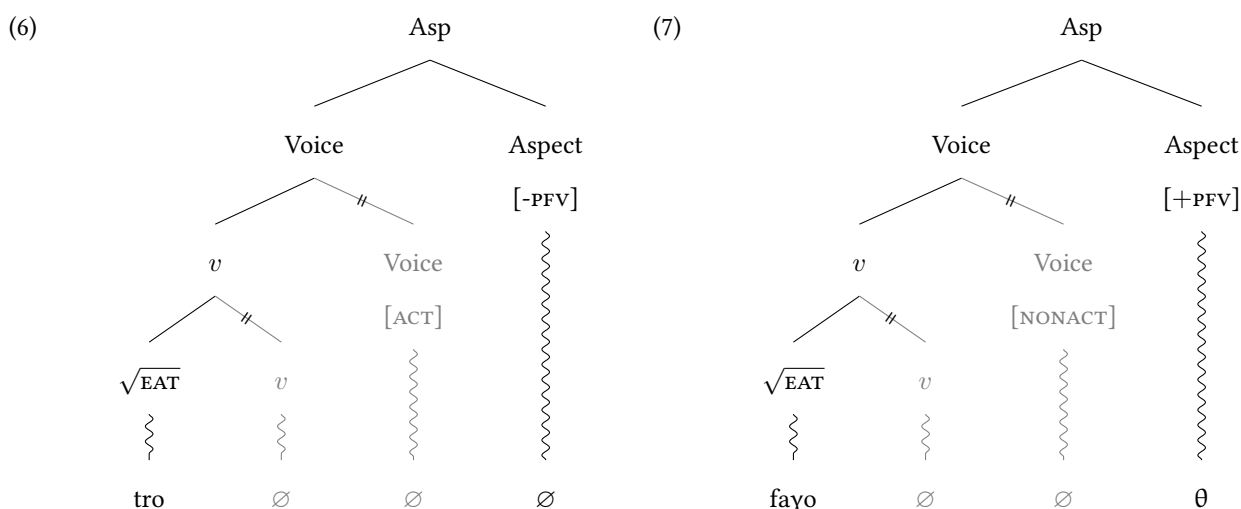 (6) Asp (7) Asp
Voice Aspect Voice Aspect
[-PFV] [+PFV]
v Voice v Voice
[ACT] [NONACT]
√EAT v √EAT v
tro ∅ ∅ ∅ faγo ∅ ∅ θ